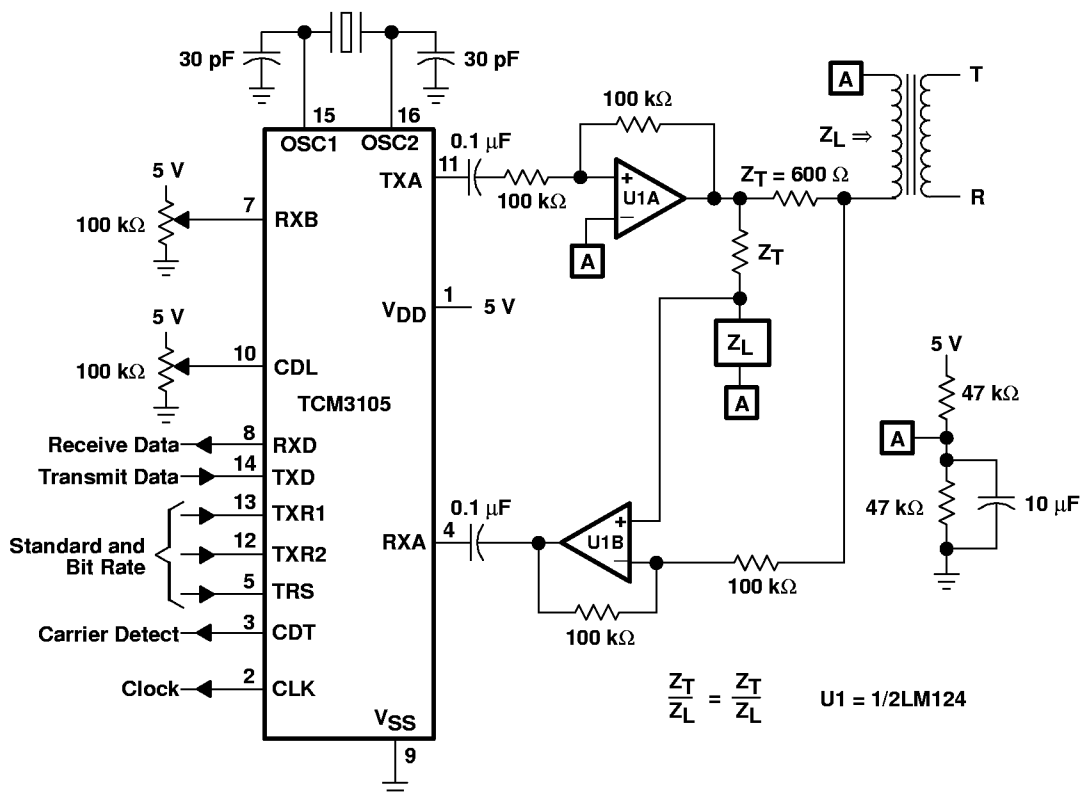 30 pF
30 pF
15
16
OSC1
OSC2
0.1 μF
11
TXA
100 kΩ
100 kΩ
+
U1A
−
A
A
ZL ⇒
T
R
ZT = 600 Ω
ZT
ZL
A
5 V
100 kΩ
7
RXB
VDD
1
5 V
5 V
100 kΩ
10
CDL
TCM3105
Receive Data
8
RXD
Transmit Data
14
TXD
Standard and
Bit Rate
13
TXR1
12
TXR2
5
TRS
Carrier Detect
3
CDT
Clock
2
CLK
VSS
9
RXA
4
0.1 μF
+
U1B
−
100 kΩ
100 kΩ
5 V
47 kΩ
A
47 kΩ
10 μF
ZT
ZL
=
ZT
ZL
U1 = 1/2LM124